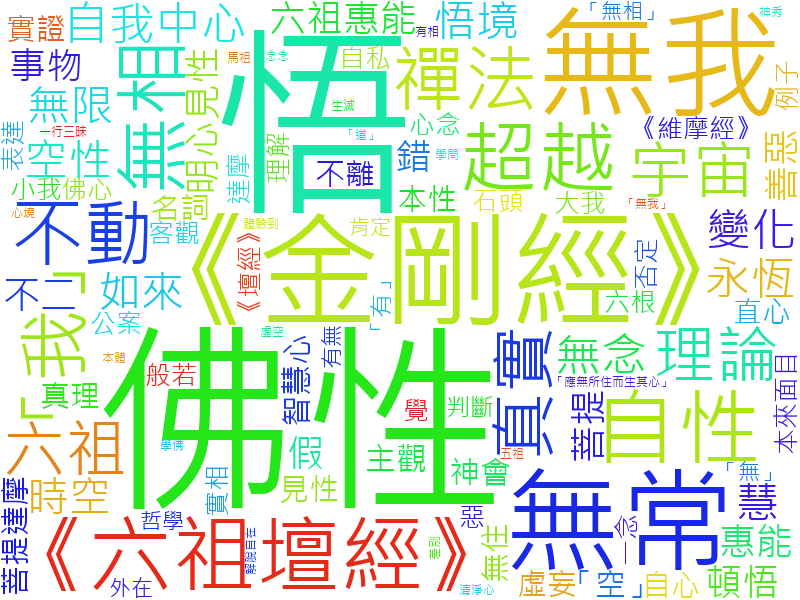 實證
自我中心
六祖惠能
有相
悟境
「無相」
神秀
事物
無相
見性
馬祖
念念
悟
自私
禪法
無我
例子
無限
生滅
表達
一行三昧
明心
理解
「道」
心念
《維摩經》
空性
達摩
不離
錯
學問
超越
宇宙
善惡
小我
佛心
名詞
本性
石頭
大我
「無我」
心境
不動
客觀
體驗到
《金剛經》
肯定
變化
不二
如來
《壇經》
「有」
否定
永恆
六根
直心
「我」
公案
虛空
佛性
有無
智慧心
本體
般若
真理
真實
無念
理論
「應無所住而生其心」
本來面目
覺
判斷
菩提
自性
六祖
學佛
假
主觀
五祖
神會
「無」
時空
實相
見性
無常
慧
菩提達摩
哲學
《六祖壇經》
惡
一念
惠能
解脫自在
差別
無住
外在
清淨心
虛妄
「空」
自心
頓悟